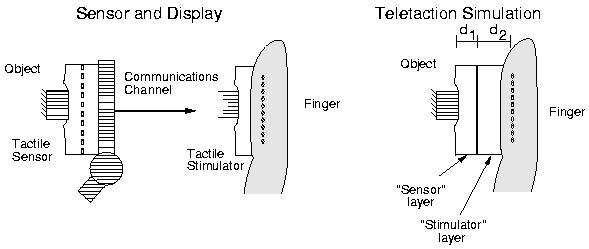 Sensor and Display
Object
Communications
Channel
Finger
Tactile
Sensor
Tactile
Stimulator
Teletaction Simulation
d1 d2
Object
Finger
"Sensor"
layer
"Stimulator"
layer